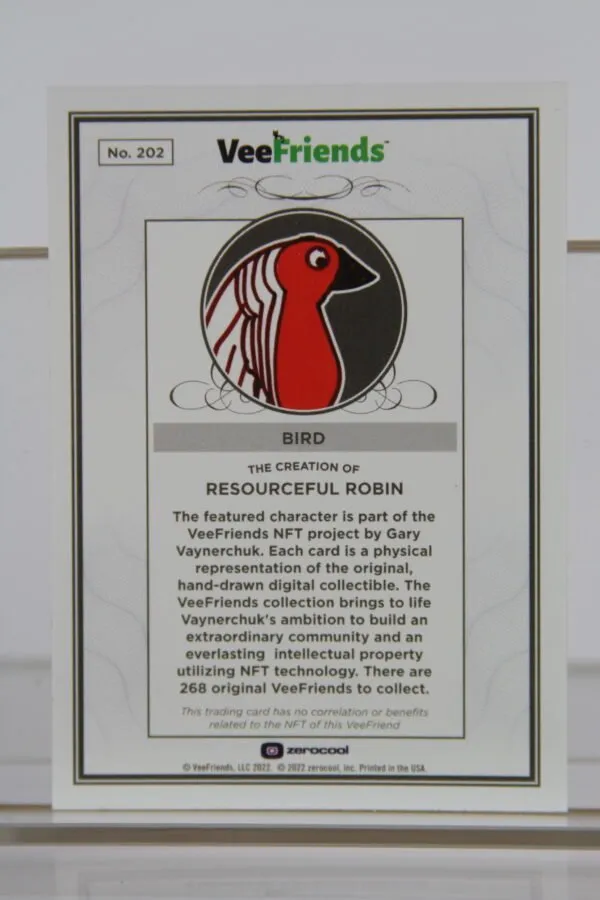 No. 202
VeeFriends™
BIRD
THE CREATION OF
RESOURCEFUL ROBIN
The featured character is part of the
VeeFriends NFT project by Gary
Vaynerchuk. Each card is a physical
representation of the original,
hand-drawn digital collectible. The
VeeFriends collection brings to life
Vaynerchuk's ambition to build an
extraordinary community and an
everlasting intellectual property
utilizing NFT technology. There are
268 original VeeFriends to collect.
This trading card has no correlation or benefits
related to the NFT of this VeeFriend
zerocool
© VeeFriends, LLC 2022. © 2022 zerocool, Inc. Printed in the USA.